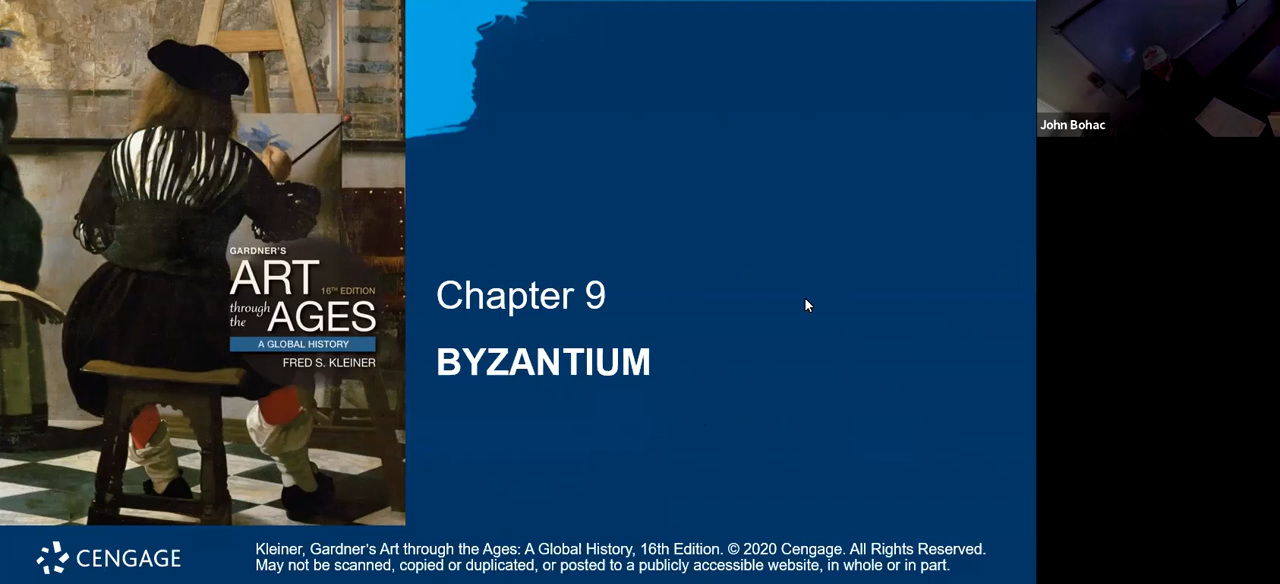 GARDNER'S
ART
16TH EDITION
through
the
AGES
A GLOBAL HISTORY
FRED S. KLEINER
Chapter 9
BYZANTIUM
John Bohac
CENGAGE
Kleiner, Gardner's Art through the Ages: A Global History, 16th Edition. © 2020 Cengage. All Rights Reserved.
May not be scanned, copied or duplicated, or posted to a publicly accessible website, in whole or in part.